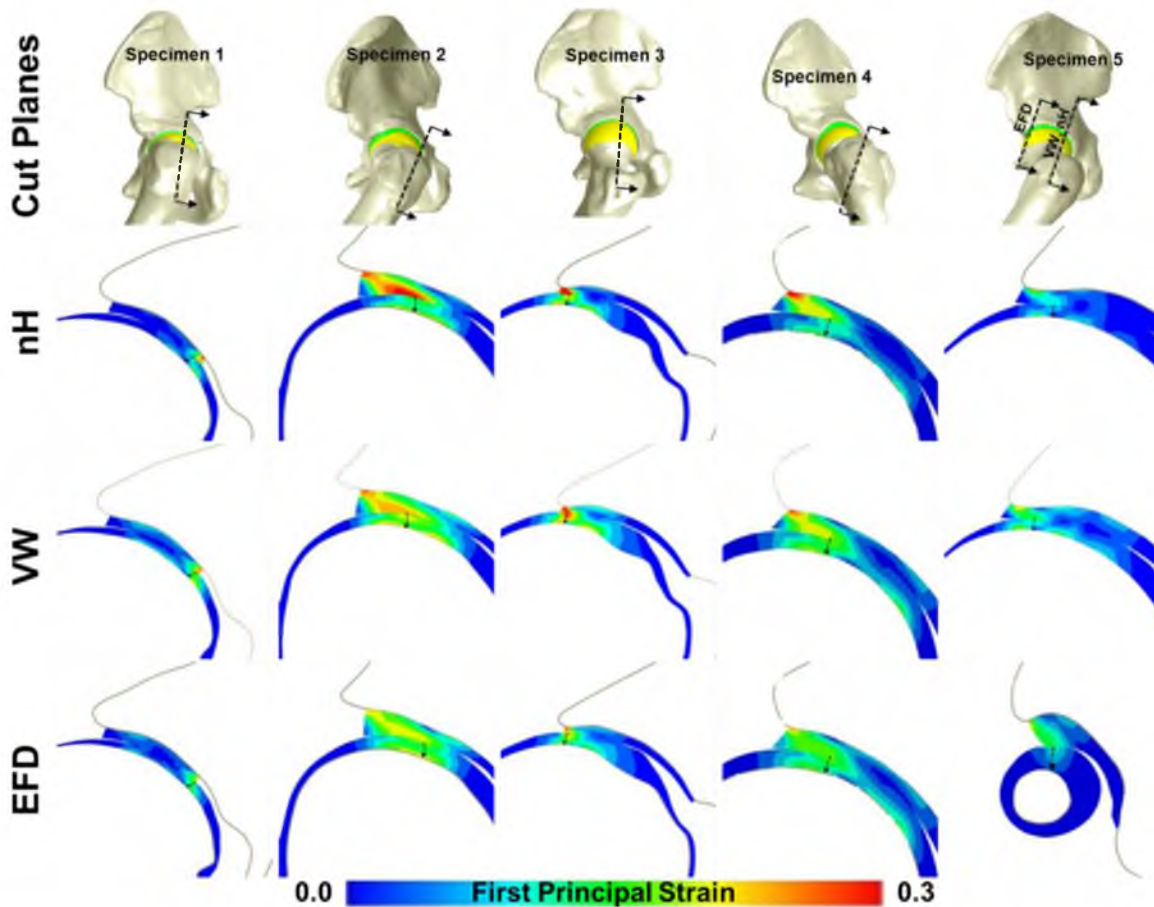 Cut Planes
Specimen 1
Specimen 2
Specimen 3
Specimen 4
Specimen 5
EFD
VW, nH
nH
VW
EFD
0.0 First Principal Strain 0.3